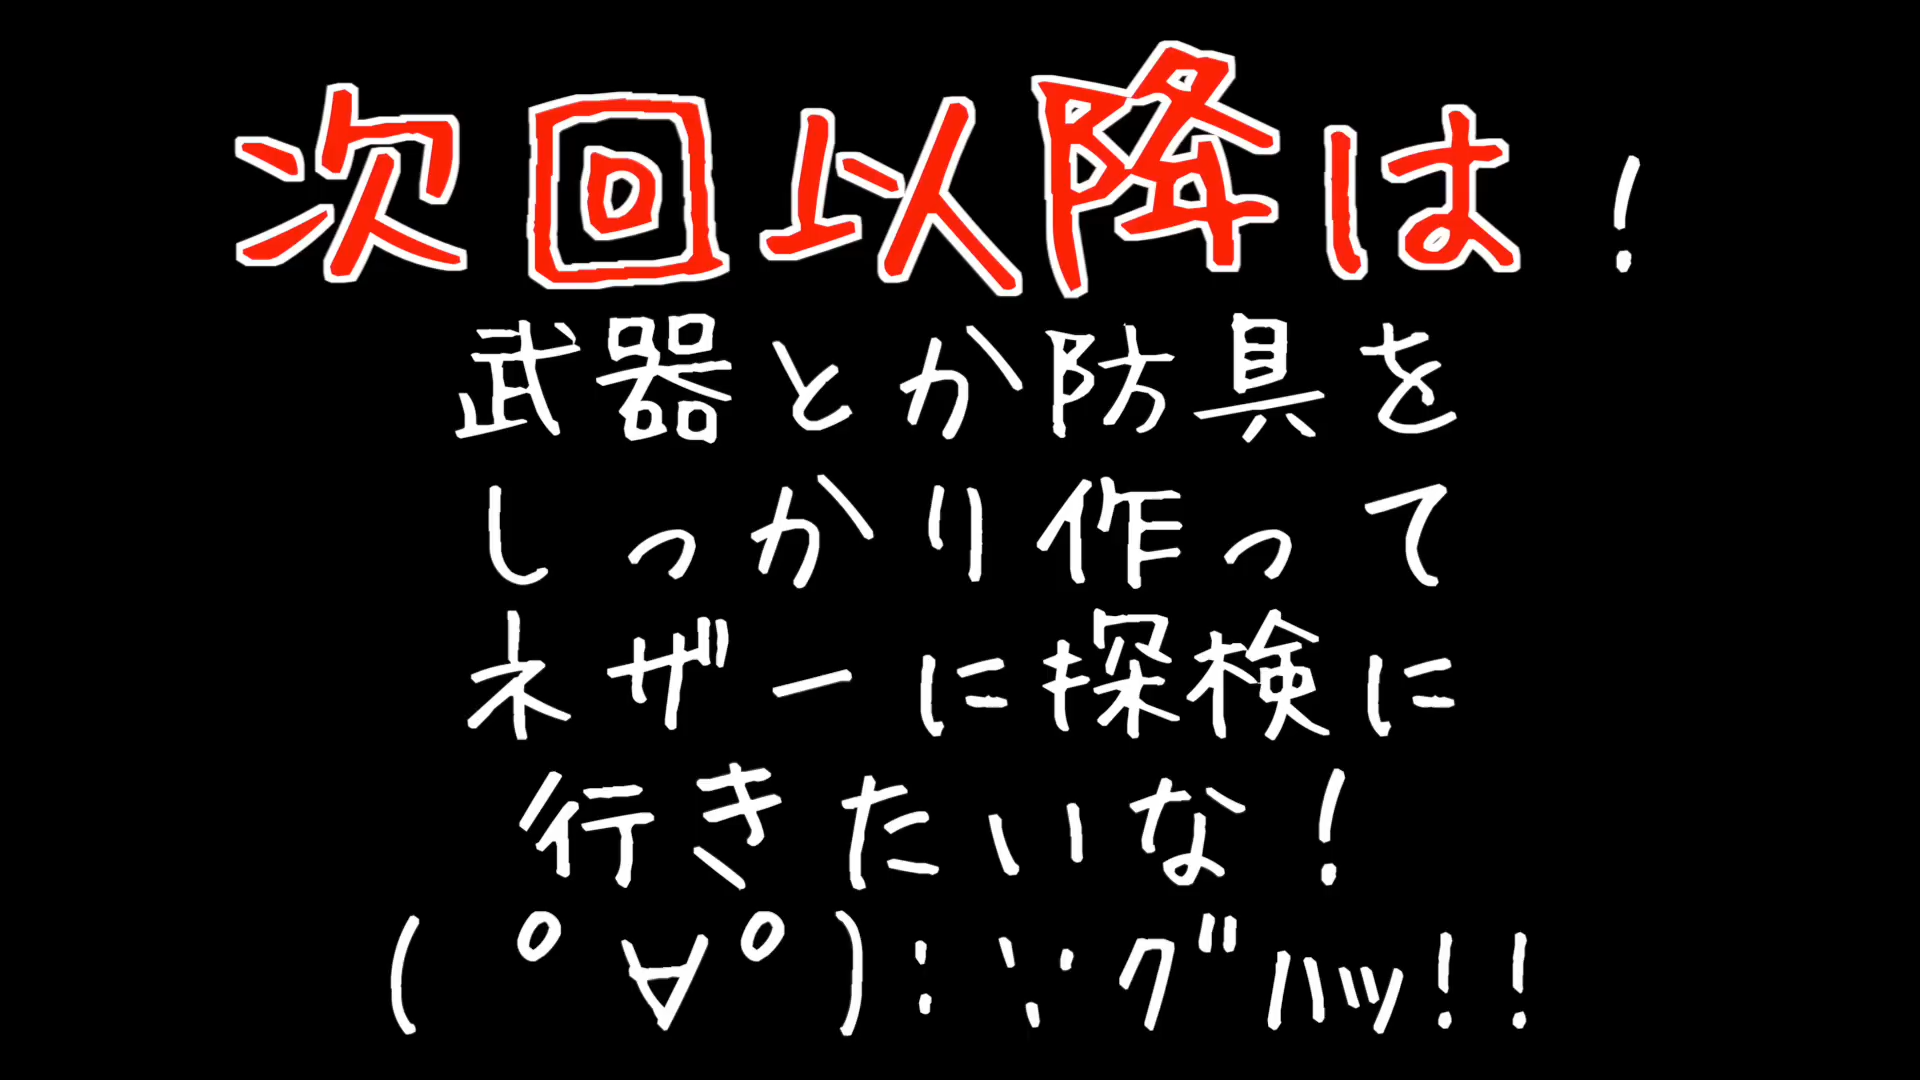 次回以降は！
武器とか防具を
しっかり作って
ネザーに探検に
行きたいな！
(ﾟ∀ﾟ):∵ｸﾞﾊｯ!!